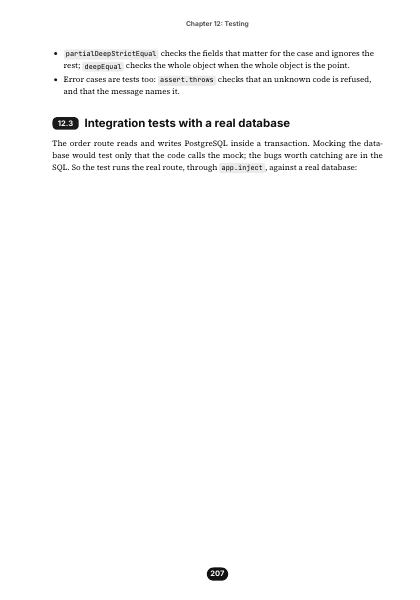 Chapter 12: Testing
• partialDeepStrictEqual checks the fields that matter for the case and ignores the
rest; deepEqual checks the whole object when the whole object is the point.
• Error cases are tests too: assert.throws checks that an unknown code is refused,
and that the message names it.
12.3 Integration tests with a real database
The order route reads and writes PostgreSQL inside a transaction. Mocking the data-
base would test only that the code calls the mock; the bugs worth catching are in the
SQL. So the test runs the real route, through app.inject, against a real database:
207